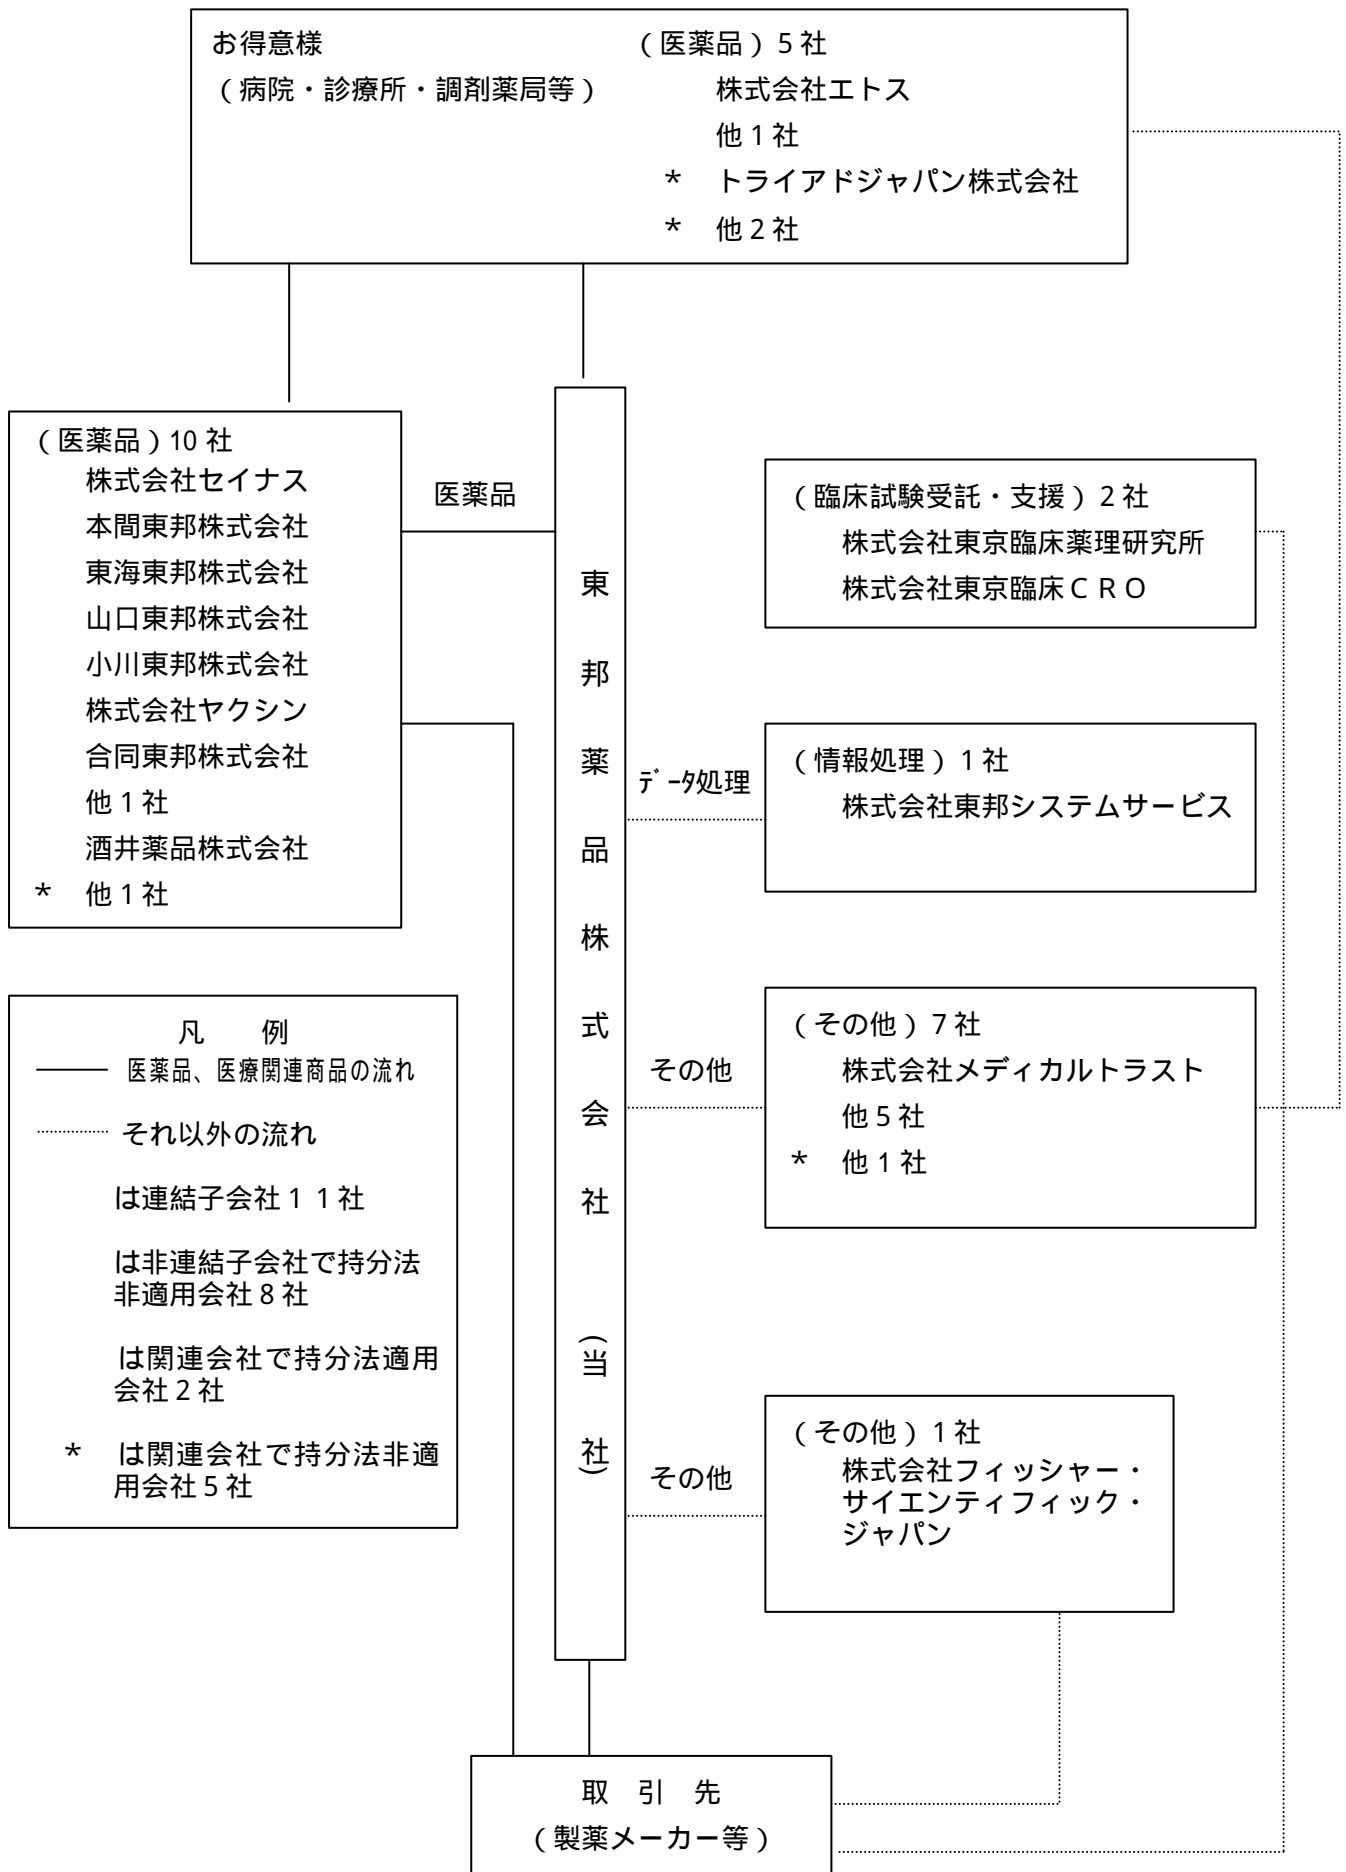 お得意様
（病院・診療所・調剤薬局等）
（医薬品）５社
株式会社エトス
他１社
* トライアドジャパン株式会社
* 他２社
（医薬品）10社
株式会社セイナス
本間東邦株式会社
東海東邦株式会社
山口東邦株式会社
小川東邦株式会社
株式会社ヤクシン
合同東邦株式会社
他１社
酒井薬品株式会社
* 他１社
医薬品
東邦薬品株式会社（当社）
（臨床試験受託・支援）２社
株式会社東京臨床薬理研究所
株式会社東京臨床ＣＲＯ
ﾃﾞｰﾀ処理
（情報処理）１社
株式会社東邦システムサービス
その他
（その他）７社
株式会社メディカルトラスト
他５社
* 他１社
その他
（その他）１社
株式会社フィッシャー・
サイエンティフィック・
ジャパン
凡　例
医薬品、医療関連商品の流れ
それ以外の流れ
は連結子会社１１社
は非連結子会社で持分法
非適用会社８社
は関連会社で持分法適用
会社２社
* は関連会社で持分法非適
用会社５社
取　引　先
（製薬メーカー等）